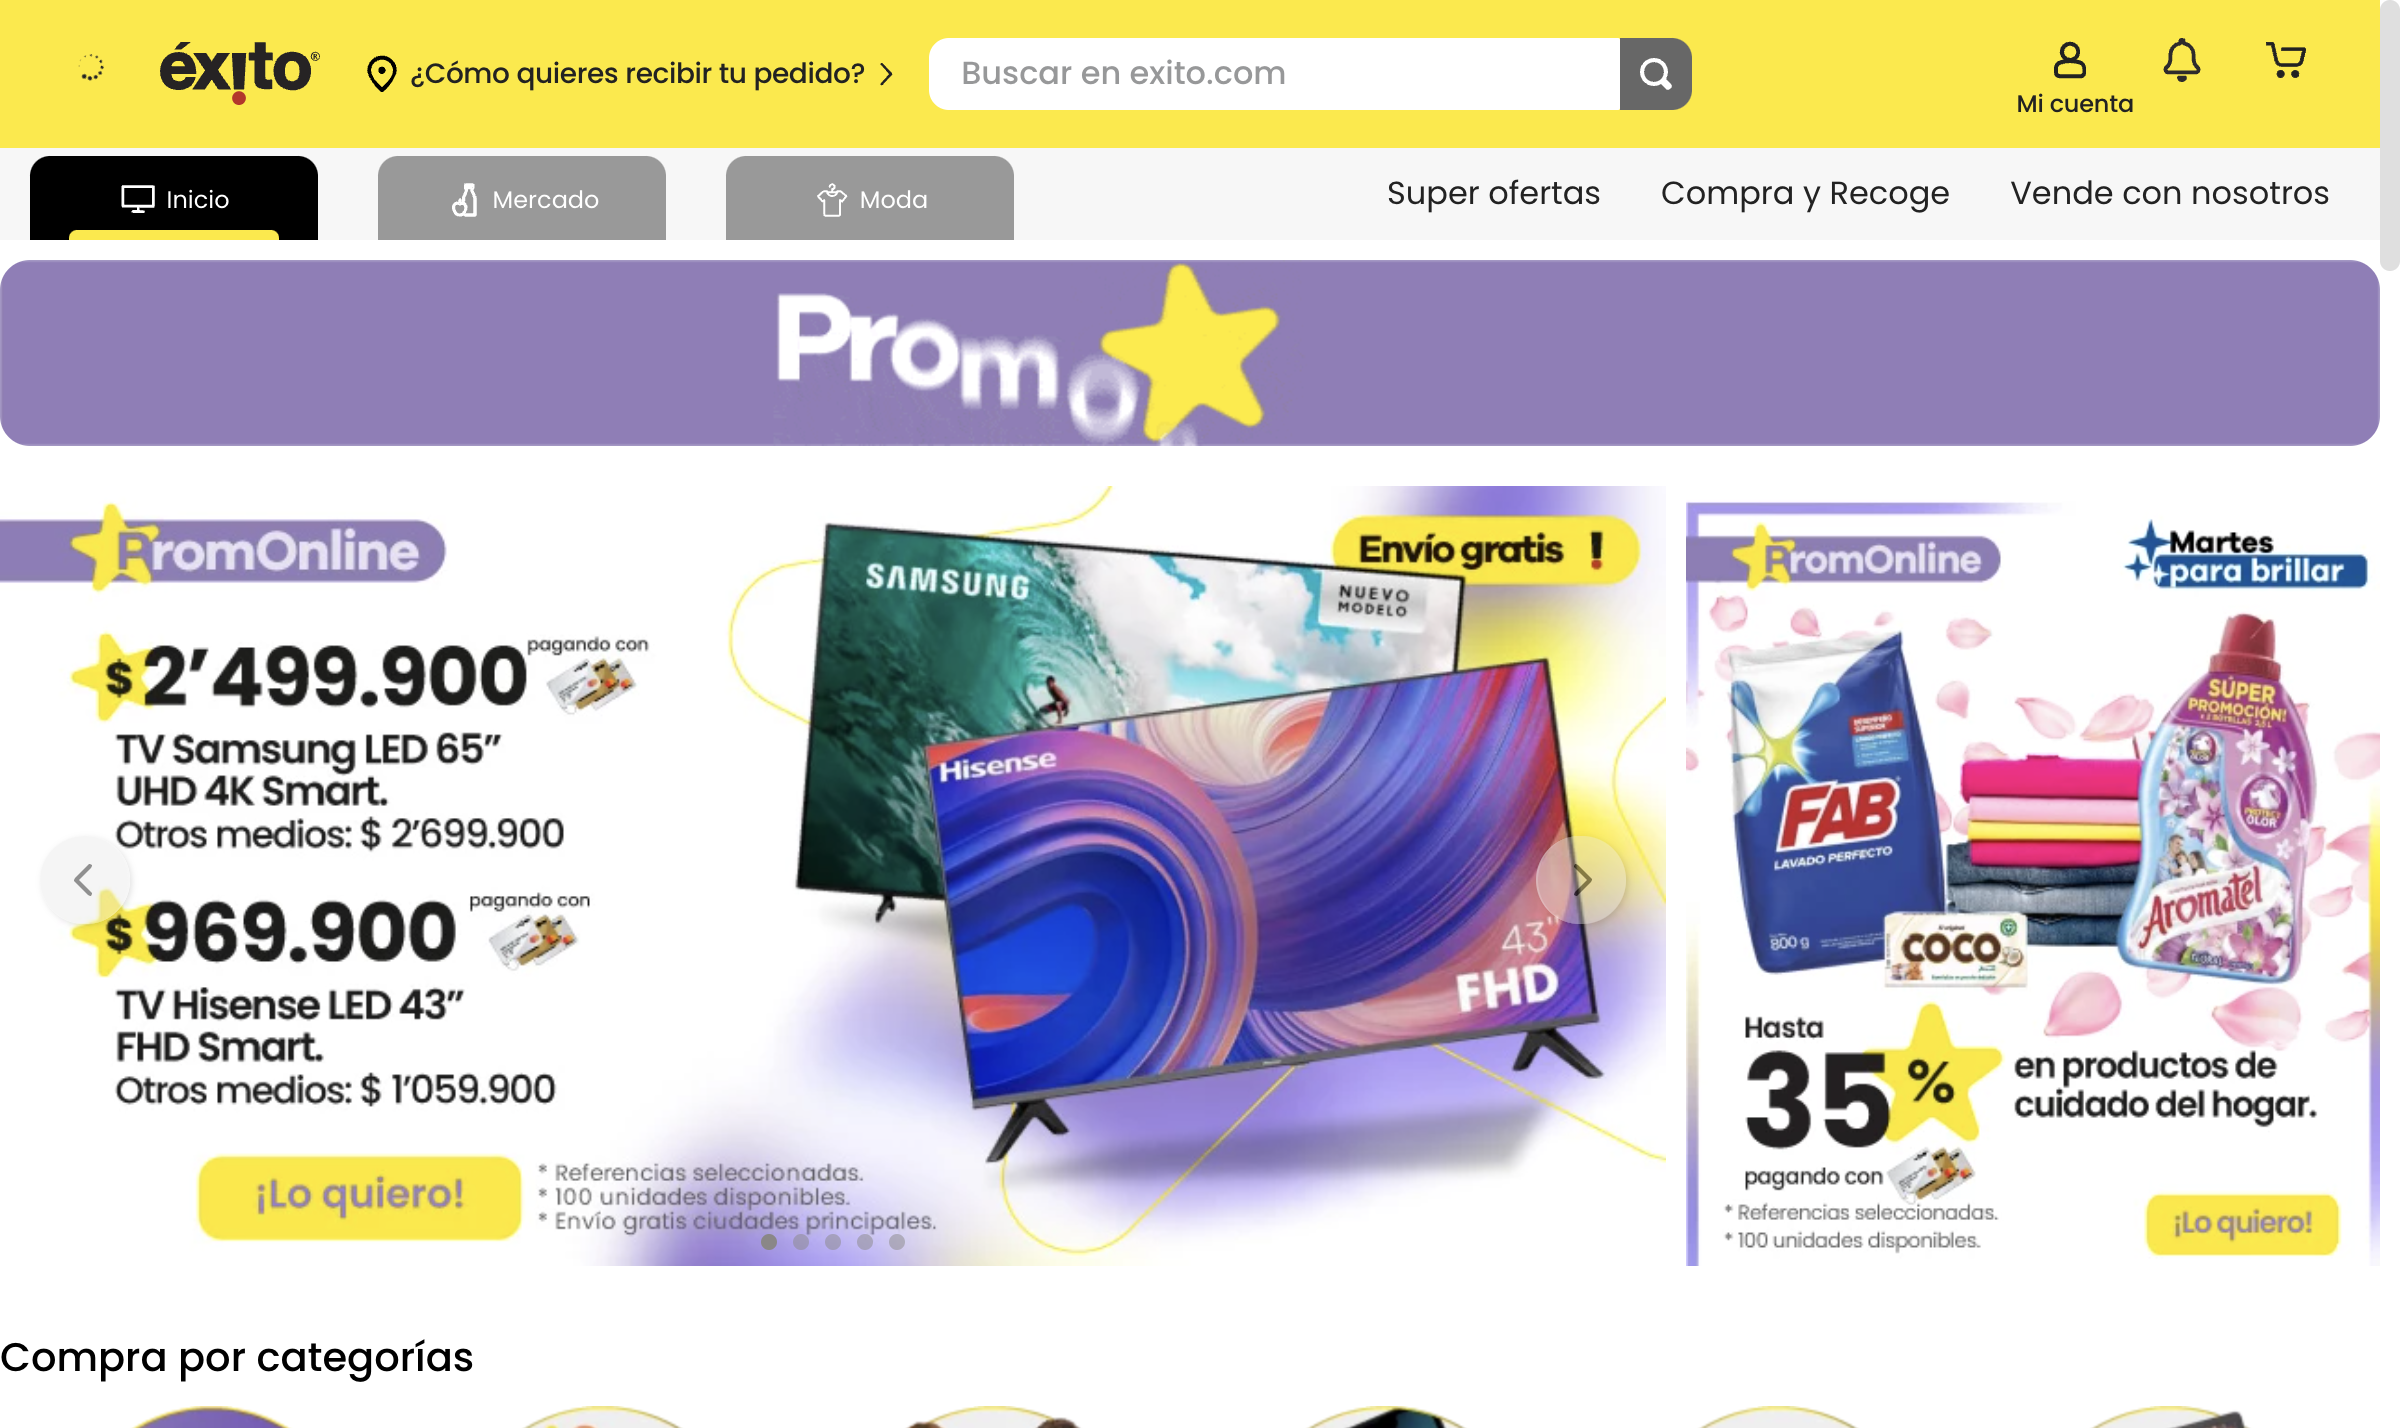 éxito®
¿Cómo quieres recibir tu pedido?
Buscar en exito.com
Mi cuenta
Inicio
Mercado
Moda
Super ofertas
Compra y Recoge
Vende con nosotros
Promo
PromOnline
$2'499.900
pagando con
TV Samsung LED 65"
UHD 4K Smart.
Otros medios: $ 2'699.900
$969.900
pagando con
TV Hisense LED 43"
FHD Smart.
Otros medios: $ 1'059.900
¡Lo quiero!
* Referencias seleccionadas.
* 100 unidades disponibles.
* Envío gratis ciudades principales.
Envío gratis !
SAMSUNG
NUEVO
MODELO
Hisense
43"
FHD
PromOnline
Martes
para brillar
SÚPER
PROMOCIÓN!
FAB
LAVADO PERFECTO
800 g
COCO
Aromatel
Hasta
35%
en productos de
cuidado del hogar.
pagando con
* Referencias seleccionadas.
* 100 unidades disponibles.
¡Lo quiero!
Compra por categorías